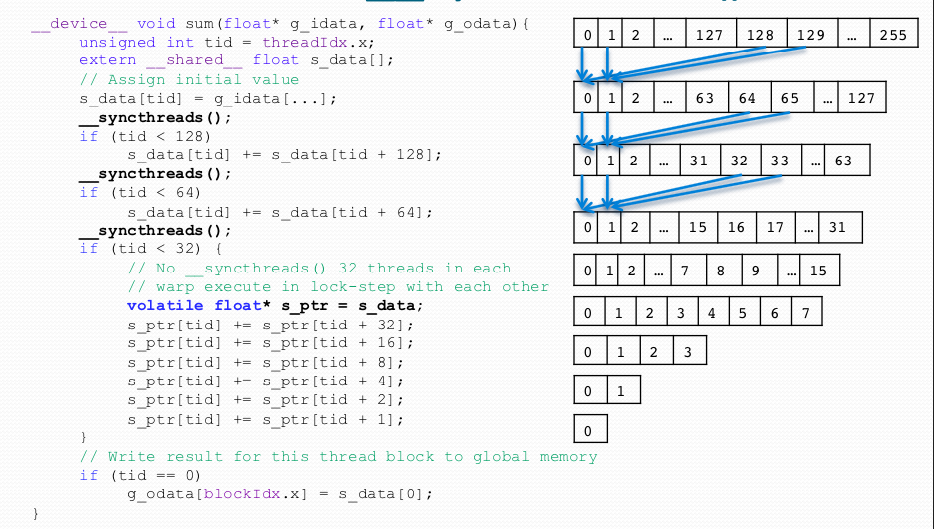 __device__ void sum(float* g_idata, float* g_odata){
unsigned int tid = threadIdx.x;
extern __shared__ float s_data[];
// Assign initial value
s_data[tid] = g_idata[...];
__syncthreads();
if (tid < 128)
s_data[tid] += s_data[tid + 128];
__syncthreads();
if (tid < 64)
s_data[tid] += s_data[tid + 64];
__syncthreads();
if (tid < 32) {
// No __syncthreads() 32 threads in each
// warp execute in lock-step with each other
volatile float* s_ptr = s_data;
s_ptr[tid] += s_ptr[tid + 32];
s_ptr[tid] += s_ptr[tid + 16];
s_ptr[tid] += s_ptr[tid + 8];
s_ptr[tid] += s_ptr[tid + 4];
s_ptr[tid] += s_ptr[tid + 2];
s_ptr[tid] += s_ptr[tid + 1];
}
// Write result for this thread block to global memory
if (tid == 0)
g_odata[blockIdx.x] = s_data[0];
}
0 1 2 … 127 128 129 … 255
0 1 2 … 63 64 65 … 127
0 1 2 … 31 32 33 … 63
0 1 2 … 15 16 17 … 31
0 1 2 … 7 8 9 … 15
0 1 2 3 4 5 6 7
0 1 2 3
0 1
0